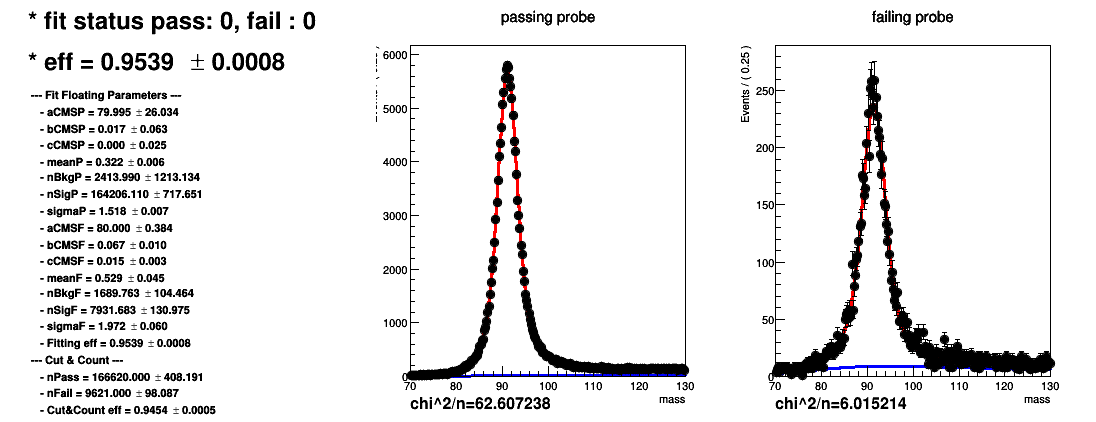 * fit status pass: 0, fail : 0
* eff = 0.9539 ± 0.0008
--- Fit Floating Parameters ---
- aCMSP = 79.995 ± 26.034
- bCMSP = 0.017 ± 0.063
- cCMSP = 0.000 ± 0.025
- meanP = 0.322 ± 0.006
- nBkgP = 2413.990 ± 1213.134
- nSigP = 164206.110 ± 717.651
- sigmaP = 1.518 ± 0.007
- aCMSF = 80.000 ± 0.384
- bCMSF = 0.067 ± 0.010
- cCMSF = 0.015 ± 0.003
- meanF = 0.529 ± 0.045
- nBkgF = 1689.763 ± 104.464
- nSigF = 7931.683 ± 130.975
- sigmaF = 1.972 ± 0.060
- Fitting eff = 0.9539 ± 0.0008
--- Cut & Count ---
- nPass = 166620.000 ± 408.191
- nFail = 9621.000 ± 98.087
- Cut&Count eff = 0.9454 ± 0.0005
passing probe
6000
5000
4000
3000
2000
1000
0
70 80 90 100 110 120 130
mass
chi^2/n=62.607238
failing probe
Events / ( 0.25 )
250
200
150
100
50
0
70 80 90 100 110 120 130
mass
chi^2/n=6.015214